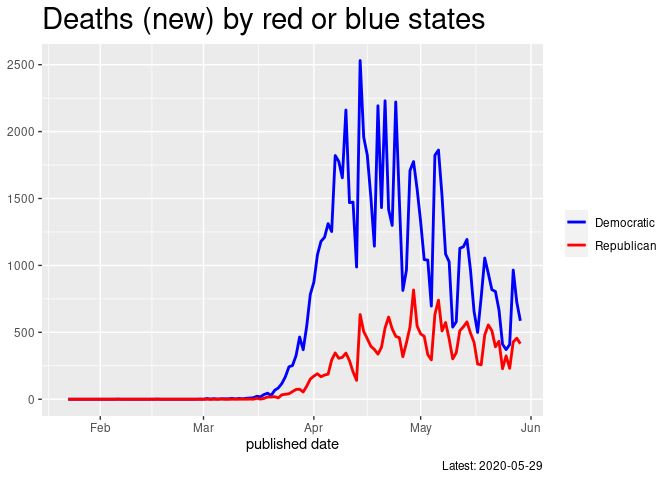 Deaths (new) by red or blue states
2500
2000
1500
1000
500
0
Feb Mar Apr May Jun
published date
Democratic
Republican
Latest: 2020-05-29